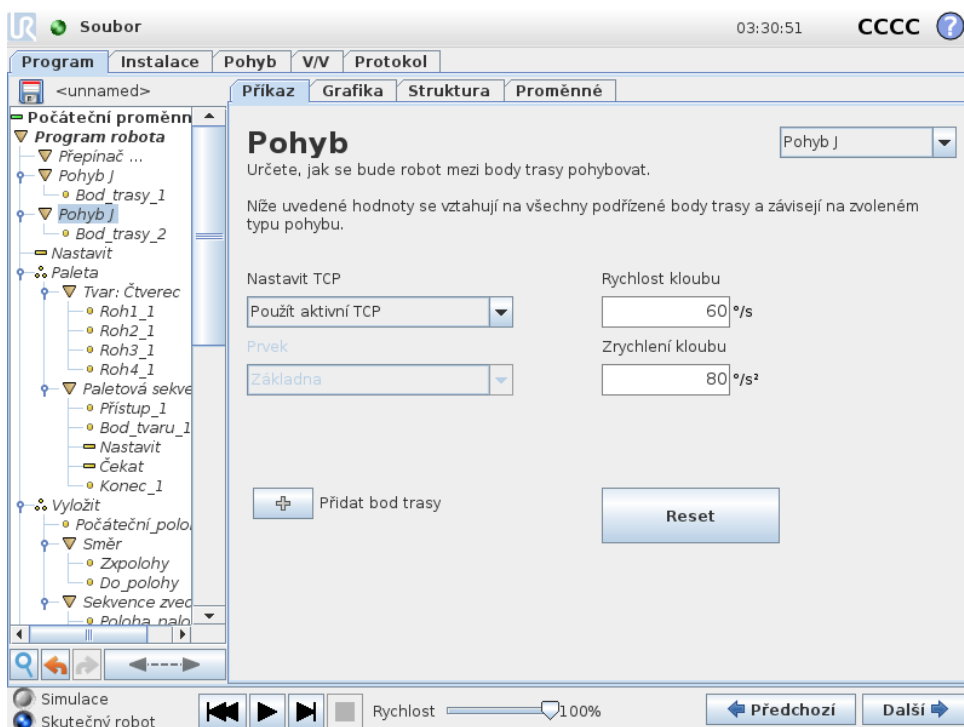 Soubor
03:30:51
CCCC
?
Program Instalace Pohyb V/V Protokol
<unnamed>
Příkaz Grafika Struktura Proměnné
Počáteční proměnn
Program robota
Přepínač ...
Pohyb J
Bod_trasy_1
Pohyb J
Bod_trasy_2
Nastavit
Paleta
Tvar: Čtverec
Roh1_1
Roh2_1
Roh3_1
Roh4_1
Paletová sekve
Přístup_1
Bod_tvaru_1
Nastavit
Čekat
Konec_1
Vyložit
Počáteční_polo
Směr
Zxpolohy
Do_polohy
Sekvence zved
Poloha_nalo
Pohyb
Pohyb J
Určete, jak se bude robot mezi body trasy pohybovat.
Níže uvedené hodnoty se vztahují na všechny podřízené body trasy a závisejí na zvoleném
typu pohybu.
Nastavit TCP
Rychlost kloubu
Použít aktivní TCP
60 °/s
Prvek
Zrychlení kloubu
Základna
80 °/s²
Přidat bod trasy
Reset
Simulace
Skutečný robot
Rychlost
100%
Předchozí
Další